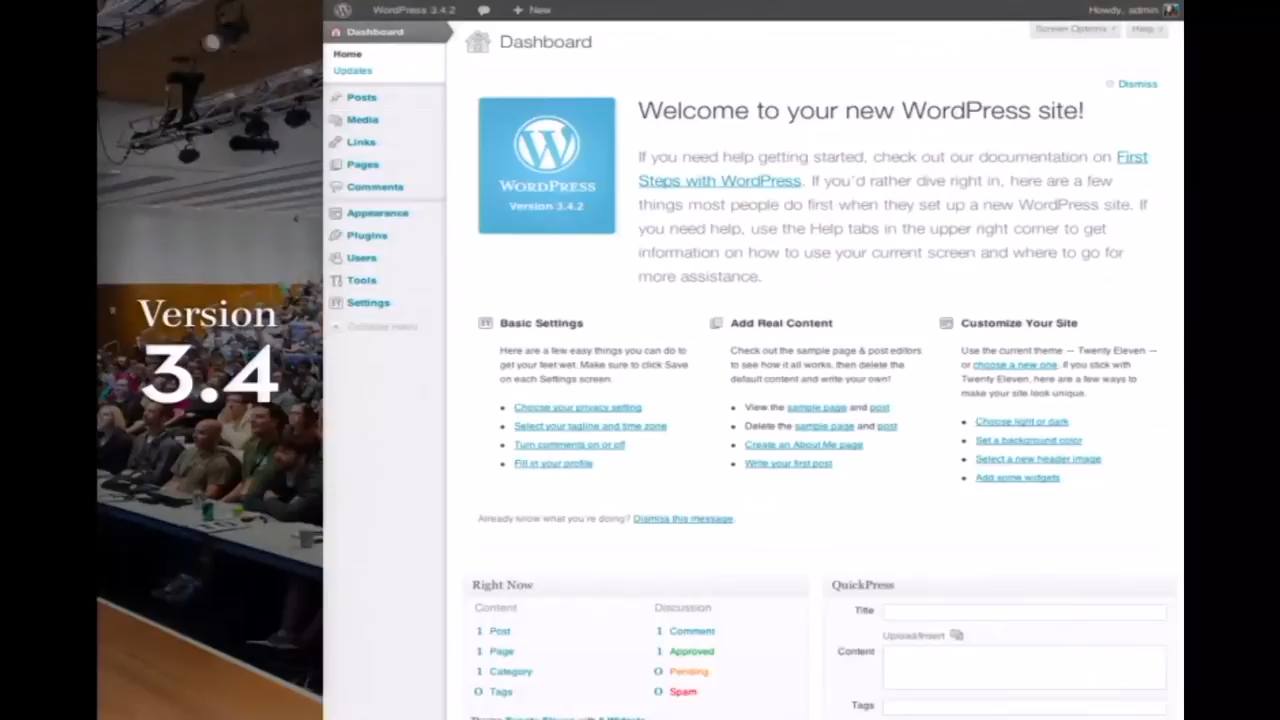 WordPress 3.4.2
New
Howdy, admin
Dashboard
Home
Updates
Posts
Media
Links
Pages
Comments
Appearance
Plugins
Users
Tools
Settings
Collapse menu
Version
3.4
Dashboard
Screen Options
Help
Dismiss
WORDPRESS
Version 3.4.2
Welcome to your new WordPress site!
If you need help getting started, check out our documentation on First
Steps with WordPress. If you'd rather dive right in, here are a few
things most people do first when they set up a new WordPress site. If
you need help, use the Help tabs in the upper right corner to get
information on how to use your current screen and where to go for
more assistance.
Basic Settings
Here are a few easy things you can do to
get your feet wet. Make sure to click Save
on each Settings screen.
• Choose your privacy setting
• Select your tagline and time zone
• Turn comments on or off
• Fill in your profile
Add Real Content
Check out the sample page & post editors
to see how it all works, then delete the
default content and write your own!
• View the sample page and post
• Delete the sample page and post
• Create an About Me page
• Write your first post
Customize Your Site
Use the current theme — Twenty Eleven —
or choose a new one. If you stick with
Twenty Eleven, here are a few ways to
make your site look unique.
• Choose light or dark
• Set a background color
• Select a new header image
• Add some widgets
Already know what you're doing? Dismiss this message.
Right Now
Content
1 Post
1 Page
1 Category
0 Tags
Discussion
1 Comment
1 Approved
0 Pending
0 Spam
Theme Twenty Eleven with 6 Widgets
QuickPress
Title
Upload/Insert
Content
Tags